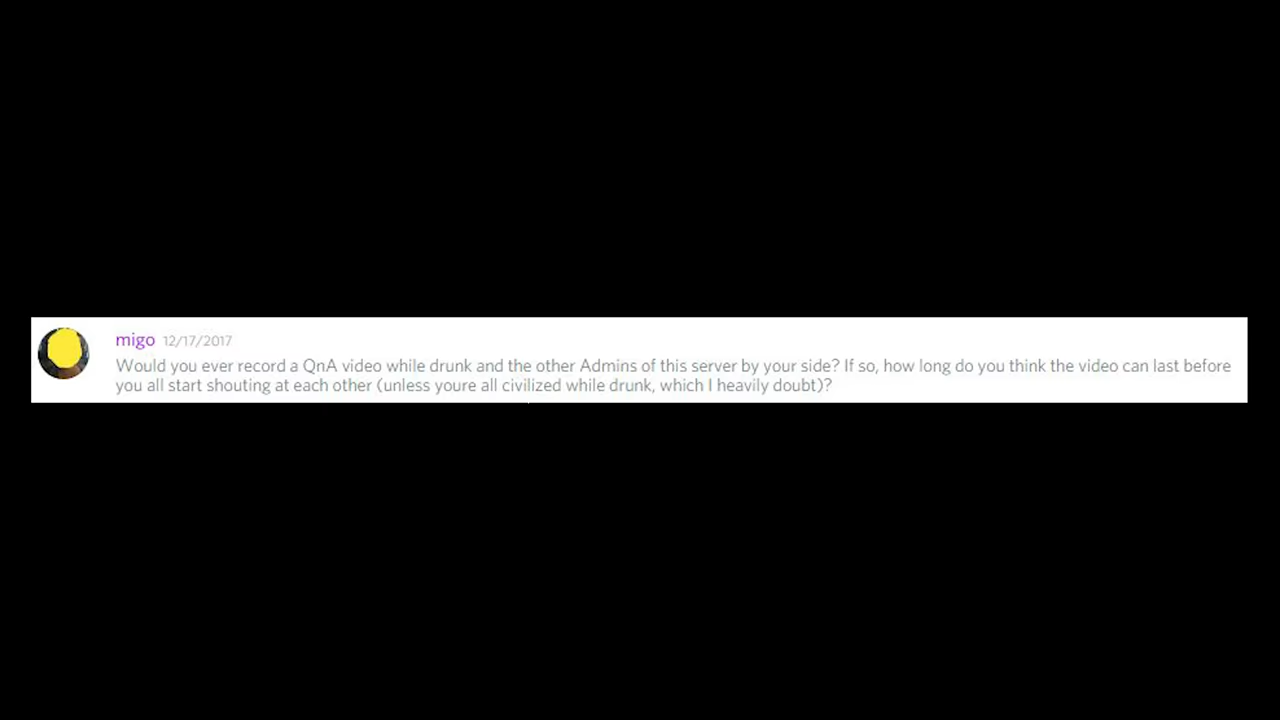 migo 12/17/2017
Would you ever record a QnA video while drunk and the other Admins of this server by your side? If so, how long do you think the video can last before
you all start shouting at each other (unless youre all civilized while drunk, which I heavily doubt)?